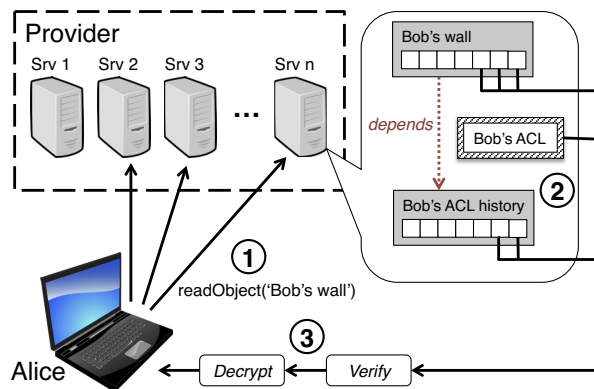 Provider
Srv 1 Srv 2 Srv 3 Srv n
...
Bob's wall
depends
Bob's ACL
2
Bob's ACL history
1
readObject('Bob's wall')
3
Alice
Decrypt
Verify